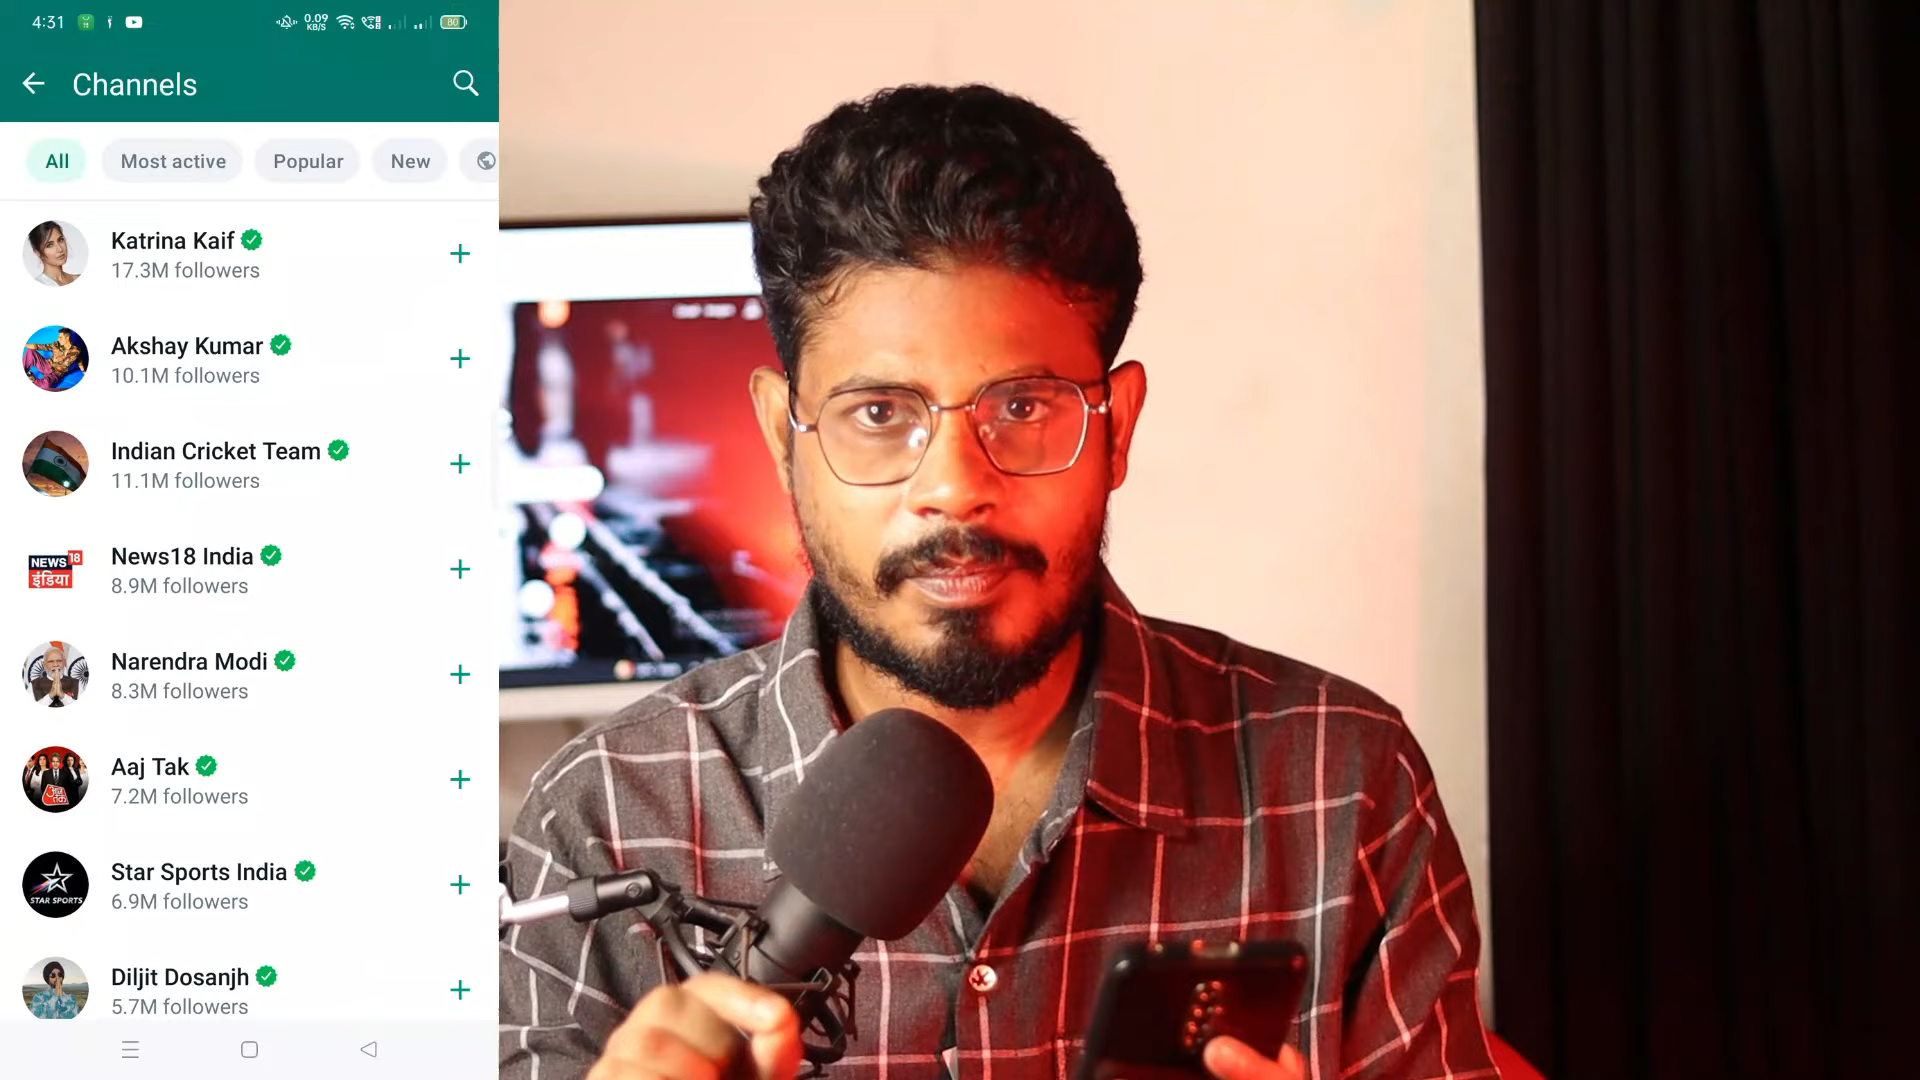 4:31
0.09
KB/S
80
Channels
All
Most active
Popular
New
Katrina Kaif
17.3M followers
Akshay Kumar
10.1M followers
Indian Cricket Team
11.1M followers
NEWS 18
इंडिया
News18 India
8.9M followers
Narendra Modi
8.3M followers
आज
तक
Aaj Tak
7.2M followers
STAR SPORTS
Star Sports India
6.9M followers
Diljit Dosanjh
5.7M followers